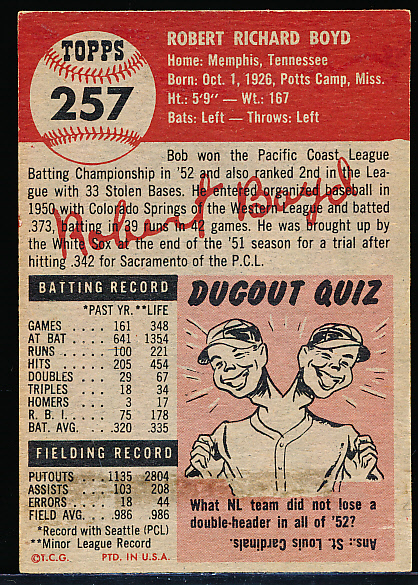 TOPPS
257
ROBERT RICHARD BOYD
Home: Memphis, Tennessee
Born: Oct. 1, 1926, Potts Camp, Miss.
Ht.: 5'9" — Wt.: 167
Bats: Left — Throws: Left
Bob won the Pacific Coast League
Batting Championship in '52 and also ranked 2nd in the Lea-
gue with 33 Stolen Bases. He entered organized baseball in
1950 with Colorado Springs of the Western League and batted
.373, batting in 39 runs in 42 games. He was brought up by
the White Sox at the end of the '51 season for a trial after
hitting .342 for Sacramento of the P.C.L.
Robert Boyd
BATTING RECORD
*PAST YR. **LIFE
GAMES 161 348
AT BAT 641 1354
RUNS 100 221
HITS 205 454
DOUBLES 29 67
TRIPLES 18 34
HOMERS 3 17
R. B. I. 75 178
BAT. AVG. .320 .335
FIELDING RECORD
PUTOUTS 1135 2804
ASSISTS 103 208
ERRORS 18 44
FIELD AVG. .986 .986
*Record with Seattle (PCL)
**Minor League Record
©T.C.G. PTD. IN U.S.A.
DUGOUT QUIZ
What NL team did not lose a
double-header in all of '52?
Ans.: St. Louis Cardinals.